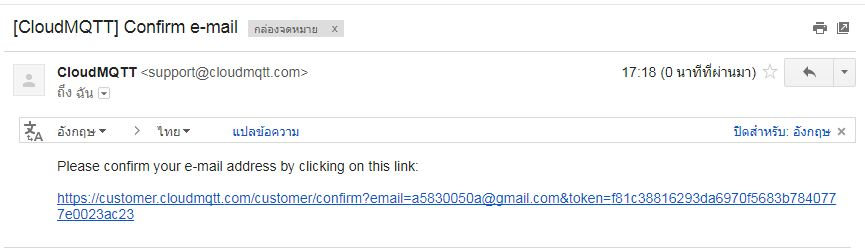 [CloudMQTT] Confirm e-mail กล่องจดหมาย x
CloudMQTT <support@cloudmqtt.com> 17:18 (0 นาทีที่ผ่านมา)
ถึง ฉัน
อังกฤษ > ไทย แปลข้อความ ปิดสำหรับ: อังกฤษ x
Please confirm your e-mail address by clicking on this link:
https://customer.cloudmqtt.com/customer/confirm?email=a5830050a@gmail.com&token=f81c38816293da6970f5683b784077
7e0023ac23